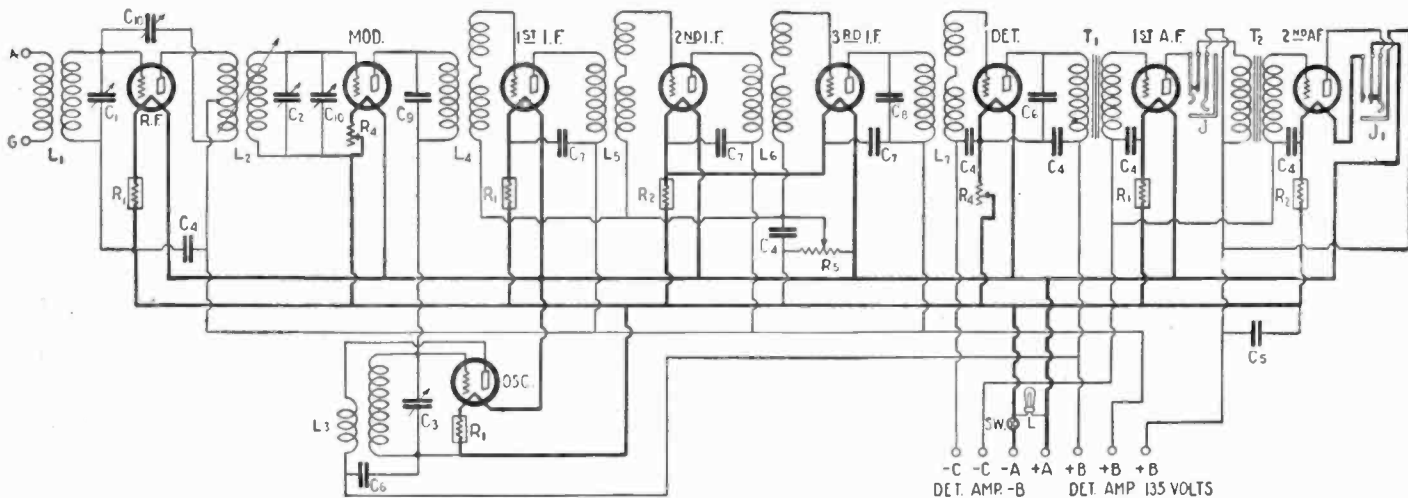 C10 MOD. 1ST I.F. 2ND I.F. 3RD I.F. DET. T1 1ST A.F. T2 2ND AF
A
C1 R.F. C2 C10 R4 C9 C8 C6 J J1
G L1 L2 L4 C7 L5 C7 L6 C7 L7 C4 C4 C4 C4
R1 R1 R2 R4 R1 R2
C4 C4 R5
C5
OSC.
L3 C3 R1 SW. L
C6 -C -C -A +A +B +B +B
DET. AMP. -B DET. AMP 135 VOLTS